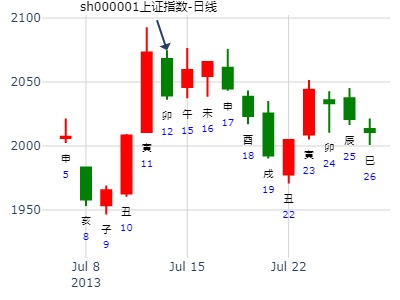 sh000001上证指数-日线
2100
2050
2000
1950
申
5
亥
8
子
9
丑
10
寅
11
卯
12
午
15
未
16
申
17
酉
18
戌
19
丑
22
寅
23
卯
24
辰
25
巳
26
Jul 8
2013
Jul 15
Jul 22